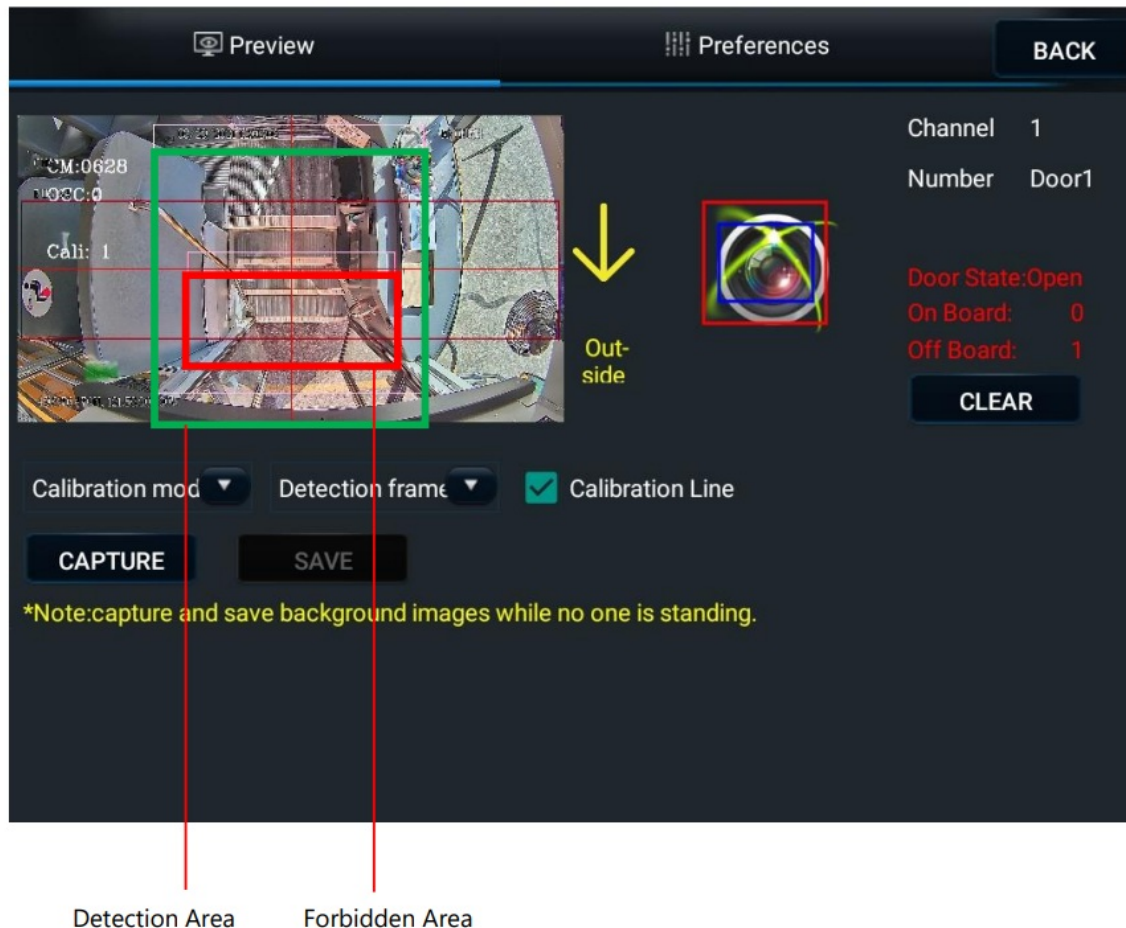 Preview
Preferences
BACK
CM:0628
OSC:0
Cali: 1
Out-
side
Channel 1
Number Door1
Door State:Open
On Board: 0
Off Board: 1
CLEAR
Calibration mod
Detection frame
Calibration Line
CAPTURE
SAVE
*Note:capture and save background images while no one is standing.
Detection Area
Forbidden Area